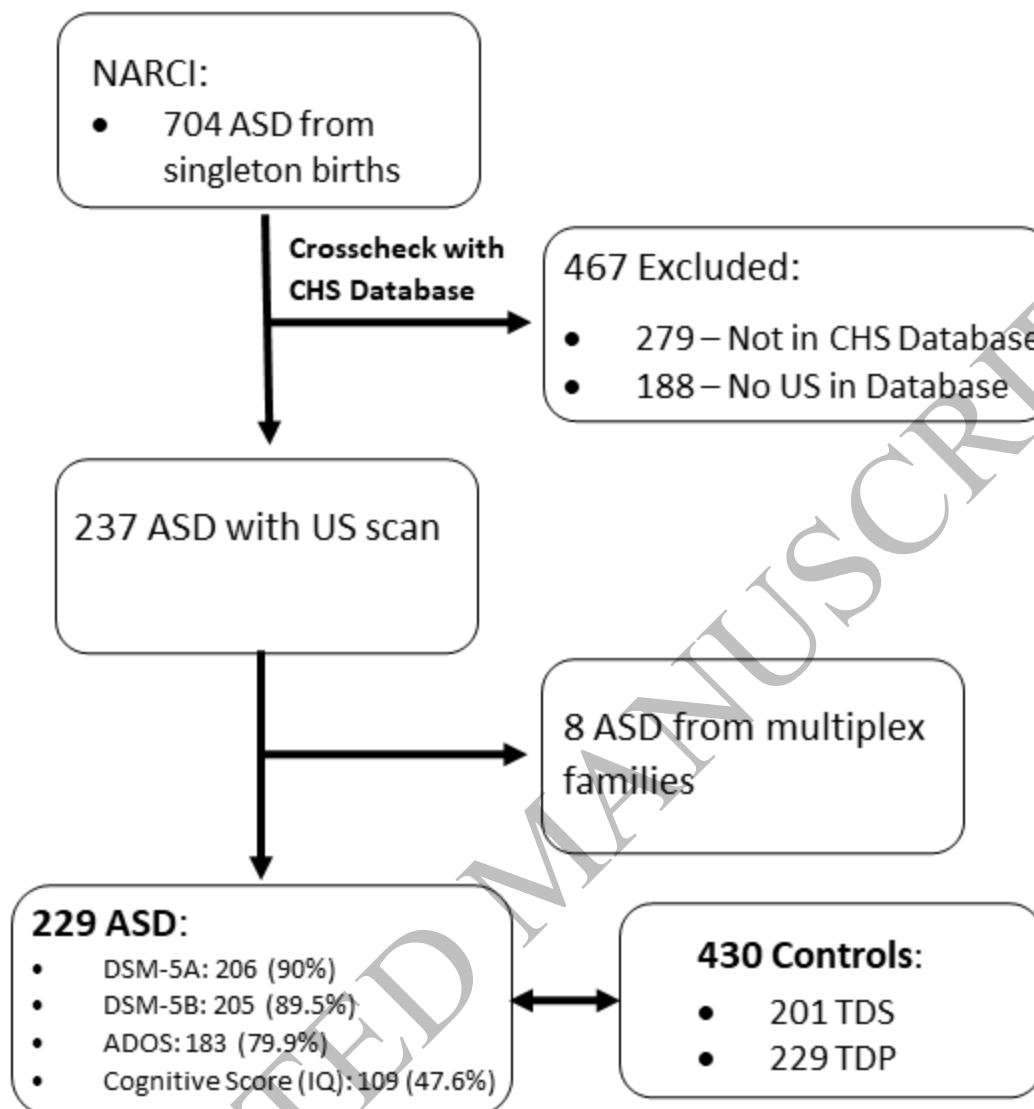 NARCI:
• 704 ASD from
singleton births
Crosscheck with
CHS Database
467 Excluded:
• 279 – Not in CHS Database
• 188 – No US in Database
237 ASD with US scan
8 ASD from multiplex
families
229 ASD:
• DSM-5A: 206 (90%)
• DSM-5B: 205 (89.5%)
• ADOS: 183 (79.9%)
• Cognitive Score (IQ): 109 (47.6%)
430 Controls:
• 201 TDS
• 229 TDP
TED MANUSCRI